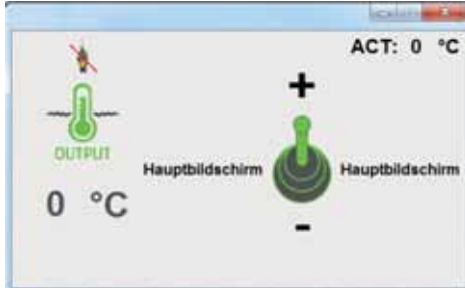 ACT: 0 °C
+
OUTPUT
Hauptbildschirm Hauptbildschirm
0 °C
-